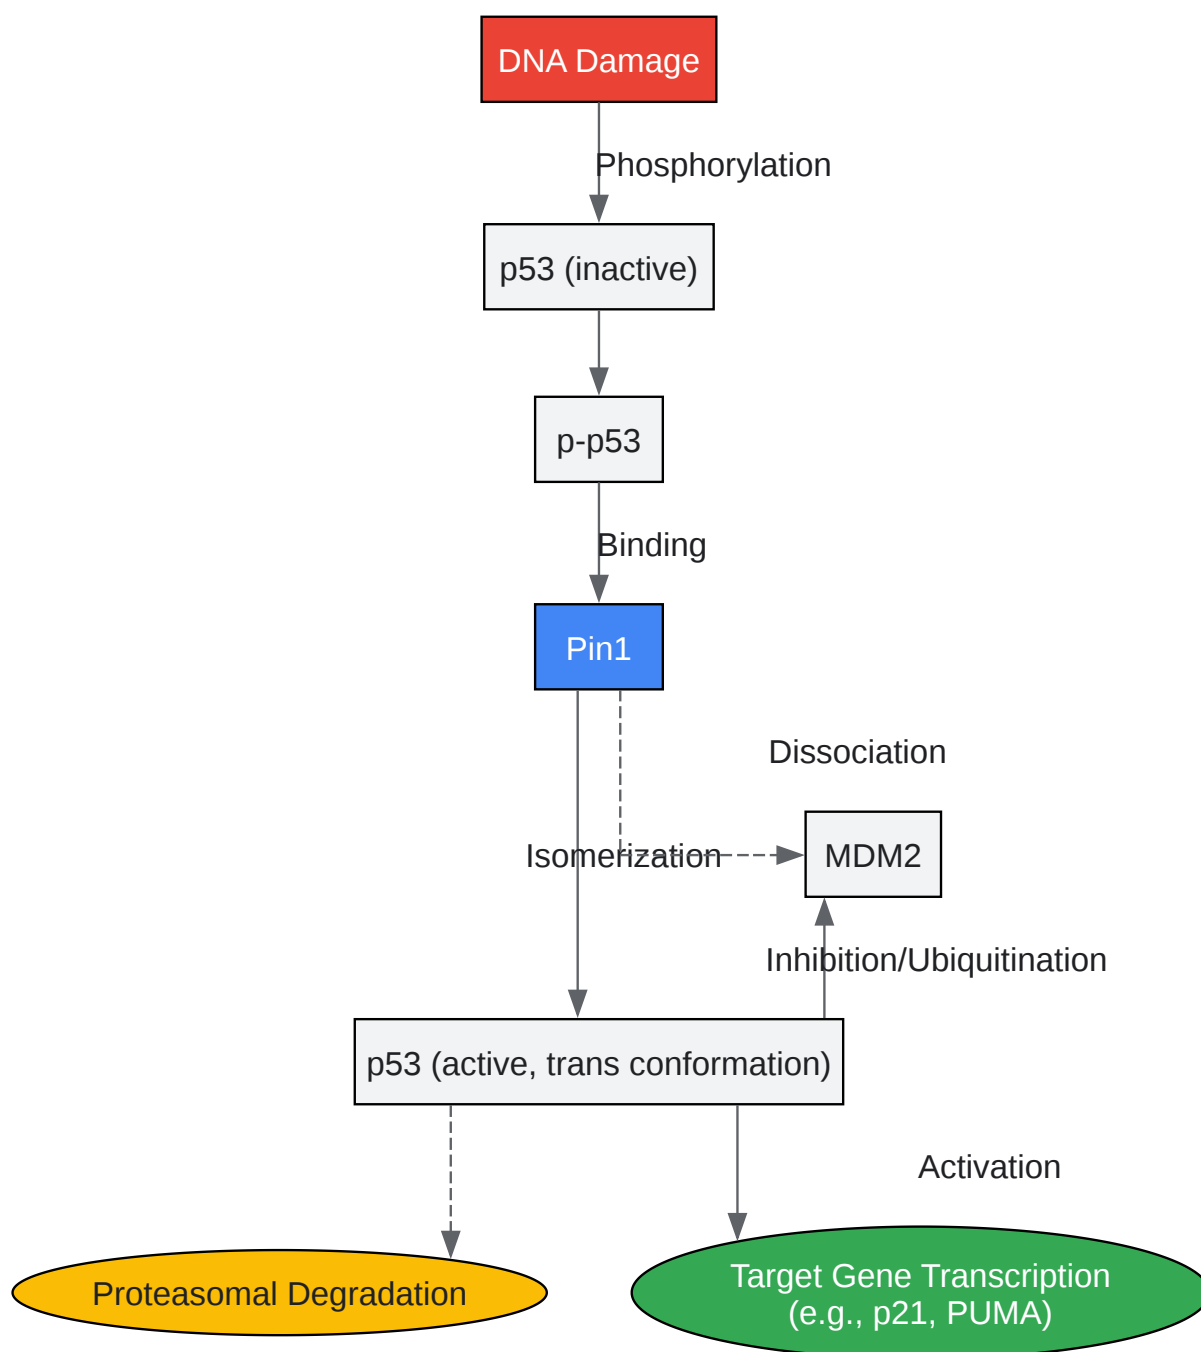 DNA Damage
Phosphorylation
p53 (inactive)
p-p53
Binding
Pin1
Dissociation
Isomerization
MDM2
Inhibition/Ubiquitination
p53 (active, trans conformation)
Activation
Proteasomal Degradation
Target Gene Transcription
(e.g., p21, PUMA)